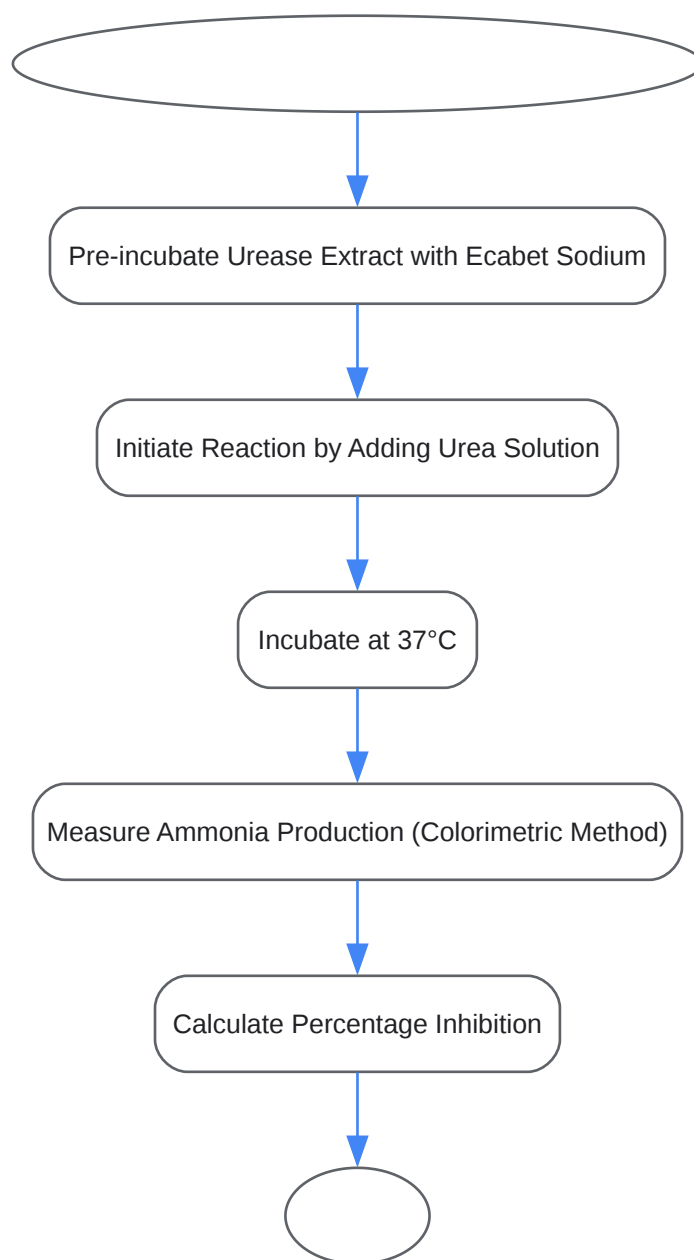 Pre-incubate Urease Extract with Ecabet Sodium
Initiate Reaction by Adding Urea Solution
Incubate at 37°C
Measure Ammonia Production (Colorimetric Method)
Calculate Percentage Inhibition